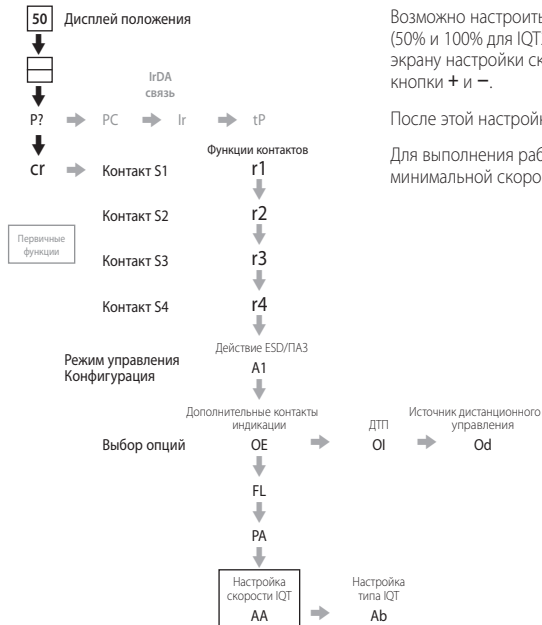 50 Дисплей положения
IrDA
связь
P? PC Ir tP
Функции контактов
cr Контакт S1 r1
Контакт S2 r2
Первичные
функции
Контакт S3 r3
Контакт S4 r4
Действие ESD/ПАЗ
Режим управления
Конфигурация
A1
Дополнительные контакты
индикации
ДТП
Источник дистанционного
управления
Выбор опций OE OI Od
FL
PA
Настройка
скорости IQT
AA
Настройка
типа IQT
Ab
Возможно настроить
(50% и 100% для IQT
экрану настройки ск
кнопки + и –.
После этой настрой
Для выполнения раб
минимальной скоро